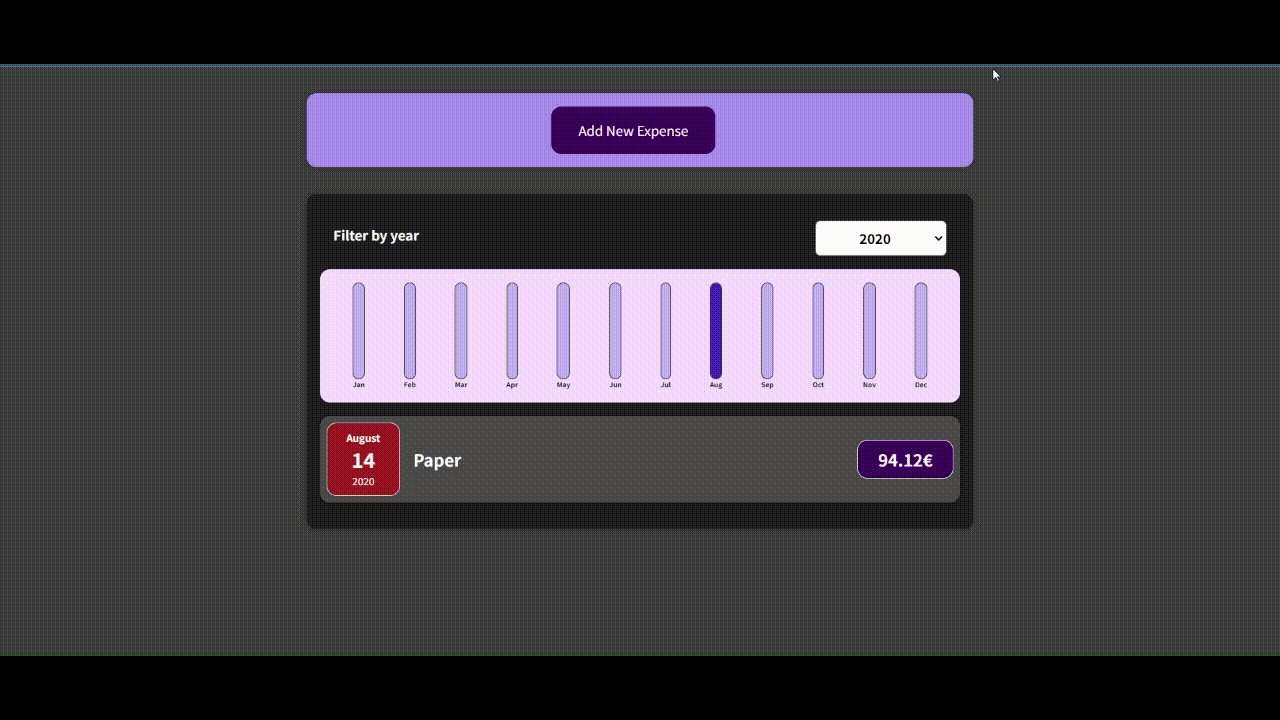 Add New Expense
Filter by year
2020
Jan Feb Mar Apr May Jun Jul Aug Sep Oct Nov Dec
August
14
2020
Paper
94.12€